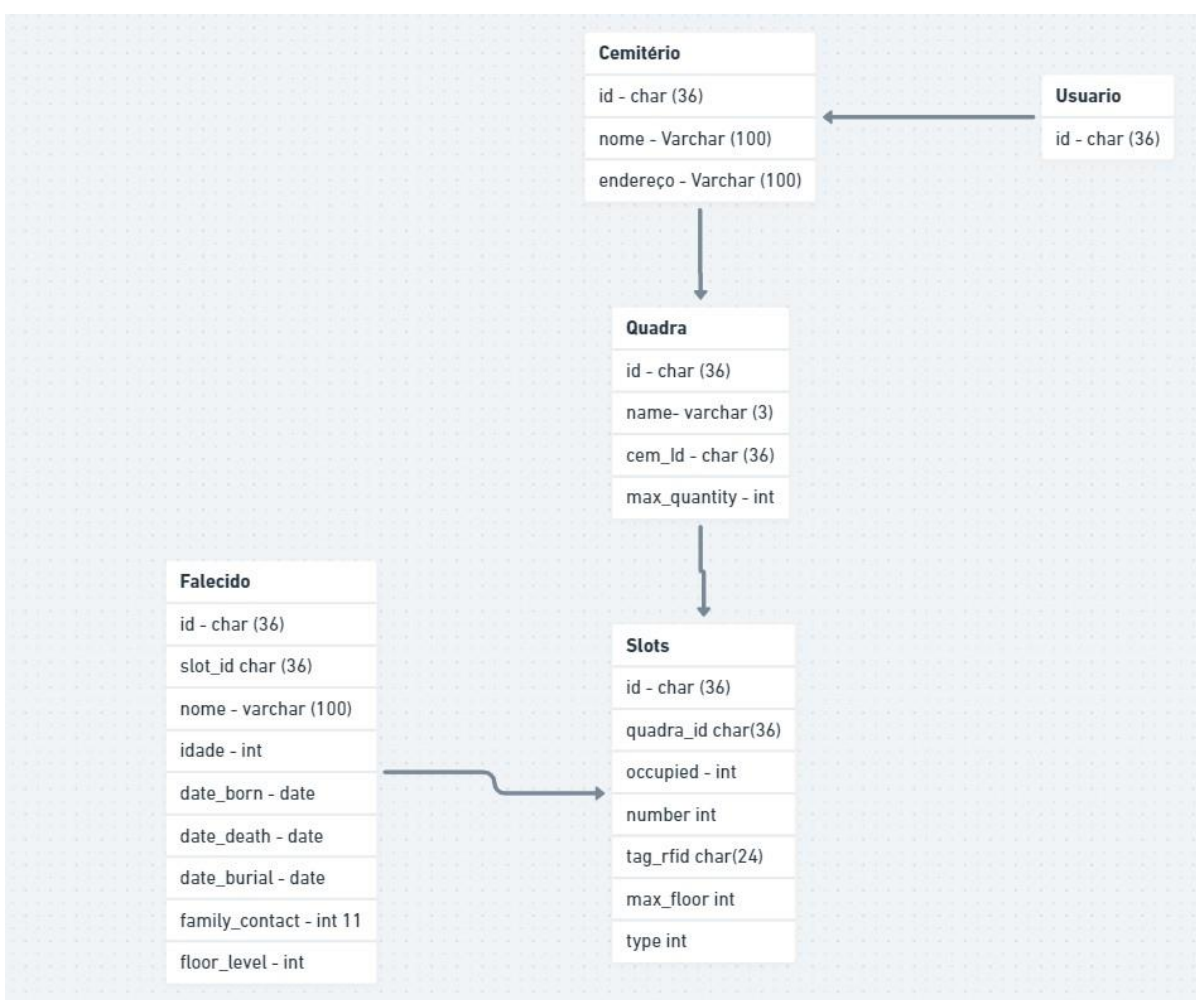 Cemitério
id - char (36)
nome - Varchar (100)
endereço - Varchar (100)
Usuario
id - char (36)
Quadra
id - char (36)
name- varchar (3)
cem_Id - char (36)
max_quantity - int
Falecido
id - char (36)
slot_id char (36)
nome - varchar (100)
idade - int
date_born - date
date_death - date
date_burial - date
family_contact - int 11
floor_level - int
Slots
id - char (36)
quadra_id char(36)
occupied - int
number int
tag_rfid char(24)
max_floor int
type int